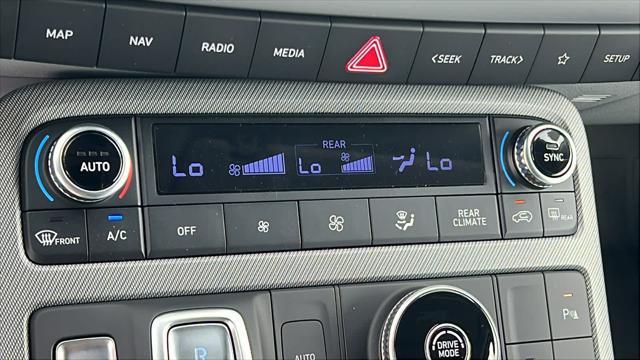 MAP NAV RADIO MEDIA <SEEK TRACK> SETUP
REAR
AUTO Lo Lo Lo SYNC
FRONT A/C OFF REAR CLIMATE REAR
P
R AUTO DRIVE MODE